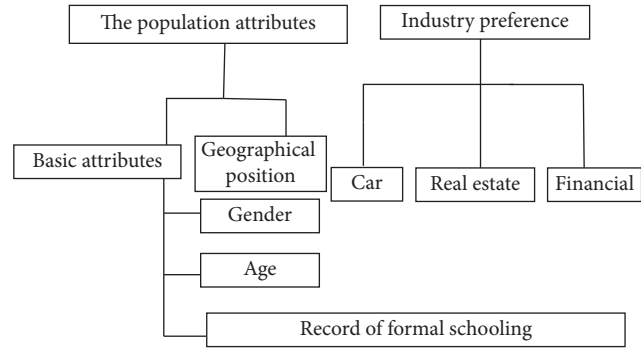 The population attributes
Industry preference
Basic attributes
Geographical
position
Car
Real estate
Financial
Gender
Age
Record of formal schooling